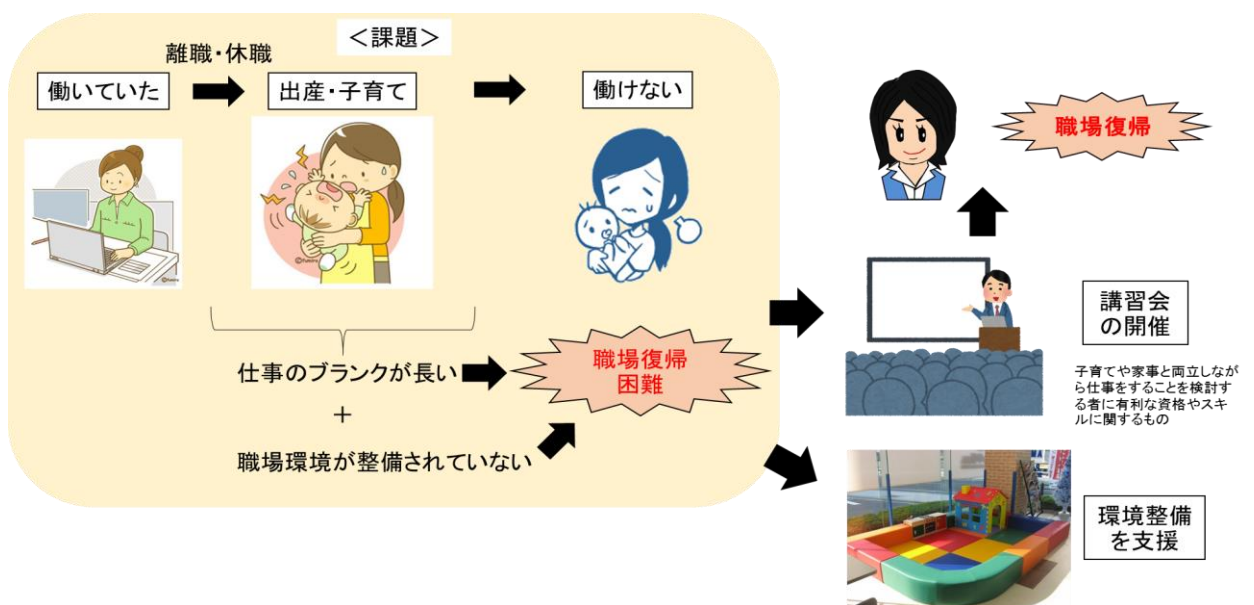 ＜課題＞
離職・休職
働いていた
出産・子育て
働けない
仕事のブランクが長い
＋
職場環境が整備されていない
職場復帰
困難
職場復帰
講習会
の開催
子育てや家事と両立しなが
ら仕事をすることを検討す
る者に有利な資格やスキ
ルに関するもの
環境整備
を支援